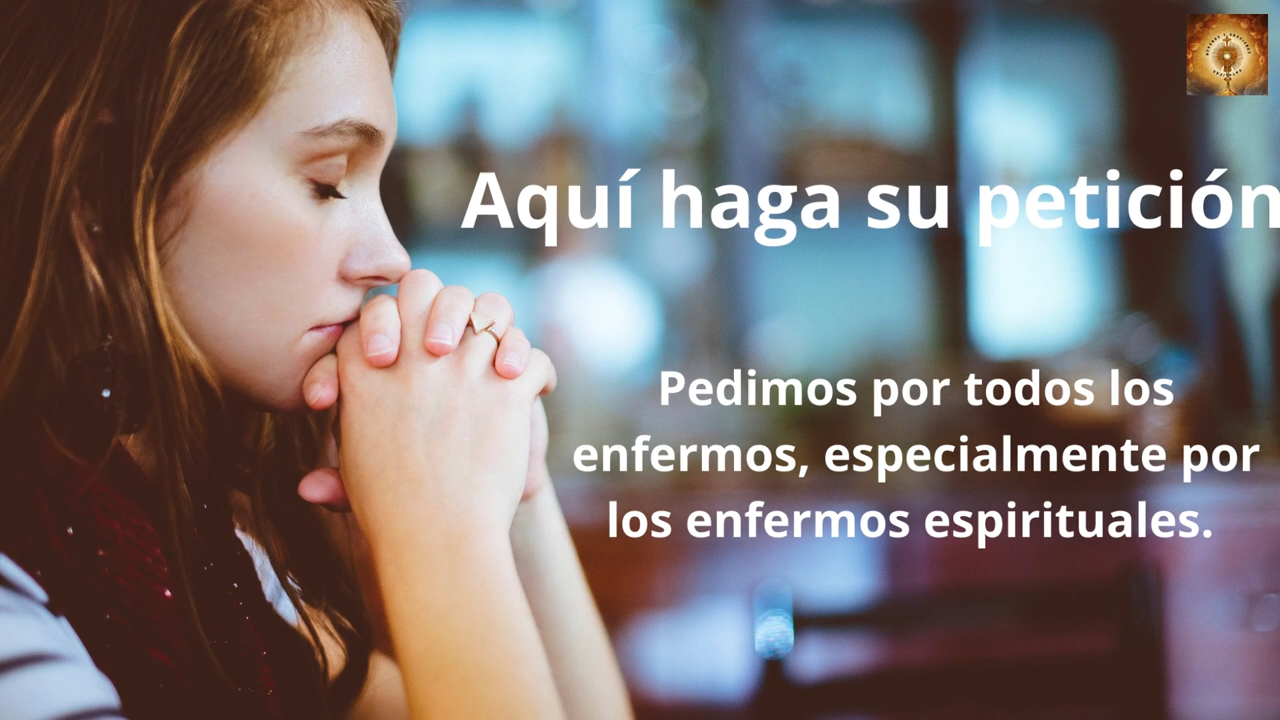 Aquí haga su petición
Pedimos por todos los
enfermos, especialmente por
los enfermos espirituales.